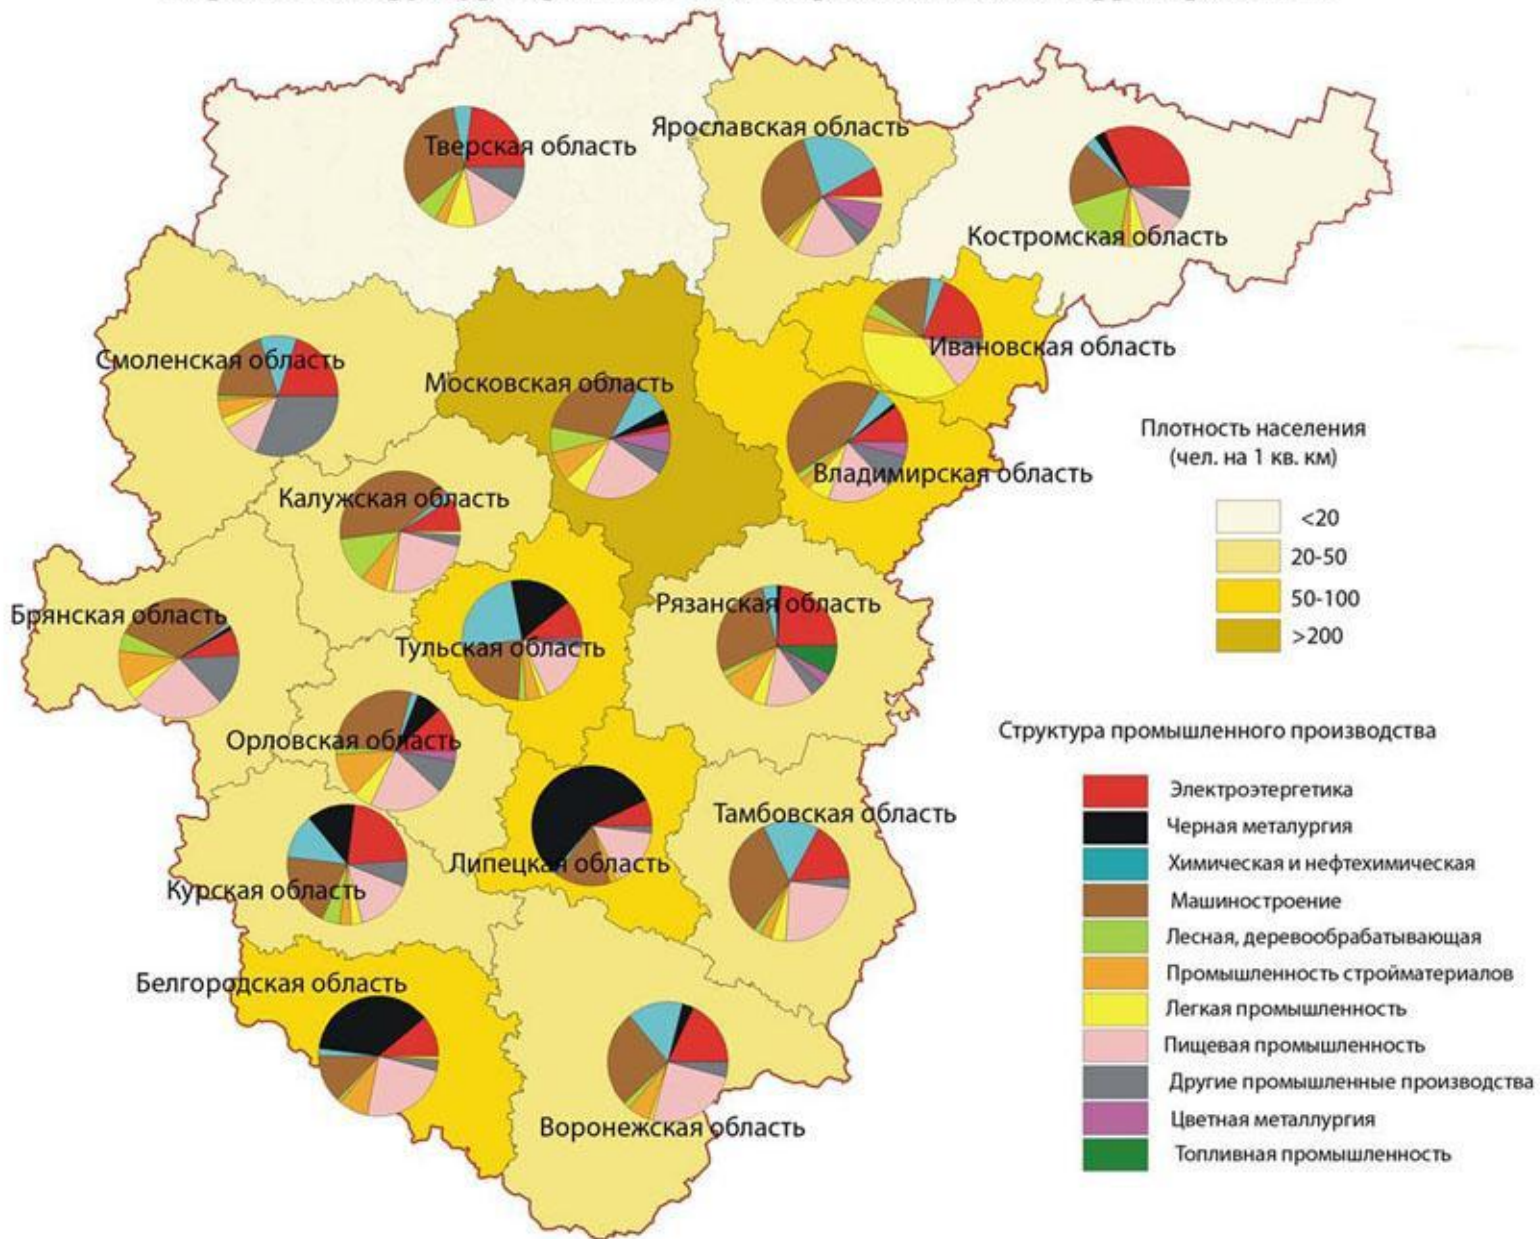 Тверская область
Ярославская область
Костромская область
Смоленская область
Московская область
Ивановская область
Владимирская область
Калужская область
Брянская область
Тульская область
Рязанская область
Орловская область
Липецкая область
Тамбовская область
Курская область
Белгородская область
Воронежская область
Плотность населения
(чел. на 1 кв. км)
<20
20-50
50-100
>200
Структура промышленного производства
Электроэтергетика
Черная металургия
Химическая и нефтехимическая
Машиностроение
Лесная, деревообрабатывающая
Промышленность стройматериалов
Легкая промышленность
Пищевая промышленность
Другие промышленные производства
Цветная металлургия
Топливная промышленность